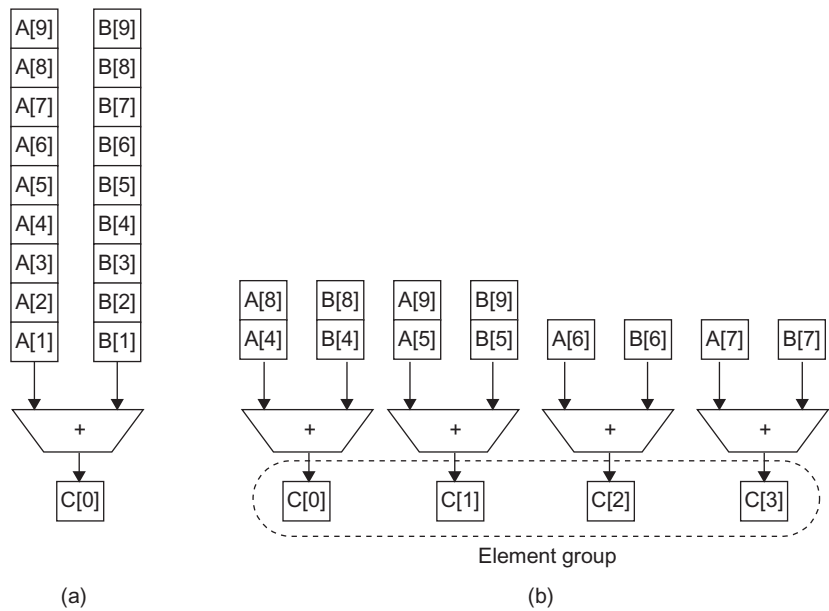 A[9] B[9]
A[8] B[8]
A[7] B[7]
A[6] B[6]
A[5] B[5]
A[4] B[4]
A[3] B[3]
A[2] B[2]
A[1] B[1]
+
C[0]
(a)
A[8] B[8] A[9] B[9]
A[4] B[4] A[5] B[5] A[6] B[6] A[7] B[7]
+ + + +
C[0] C[1] C[2] C[3]
Element group
(b)